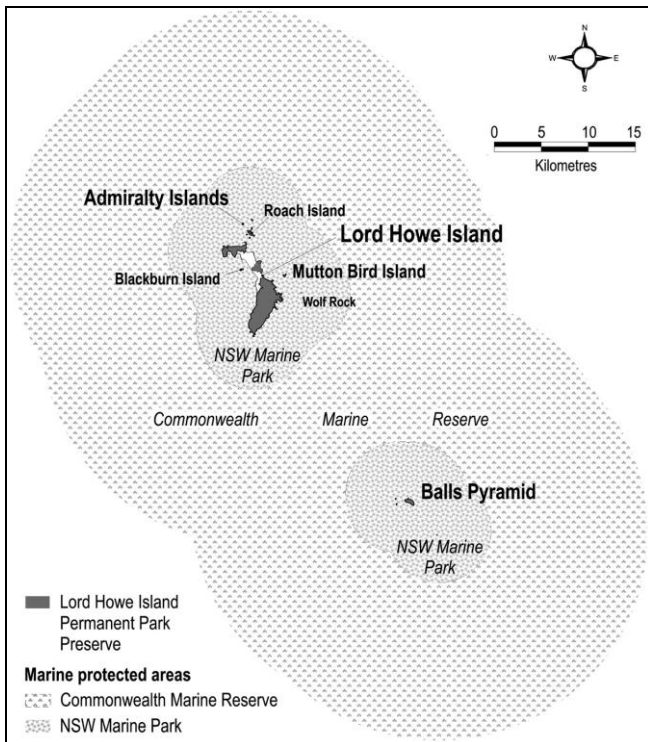 N
W E
S
0 5 10 15
Kilometres
Admiralty Islands
Roach Island
Lord Howe Island
Blackburn Island
Mutton Bird Island
Wolf Rock
NSW Marine
Park
Commonwealth Marine Reserve
Balls Pyramid
NSW Marine
Park
Lord Howe Island
Permanent Park
Preserve
Marine protected areas
Commonwealth Marine Reserve
NSW Marine Park